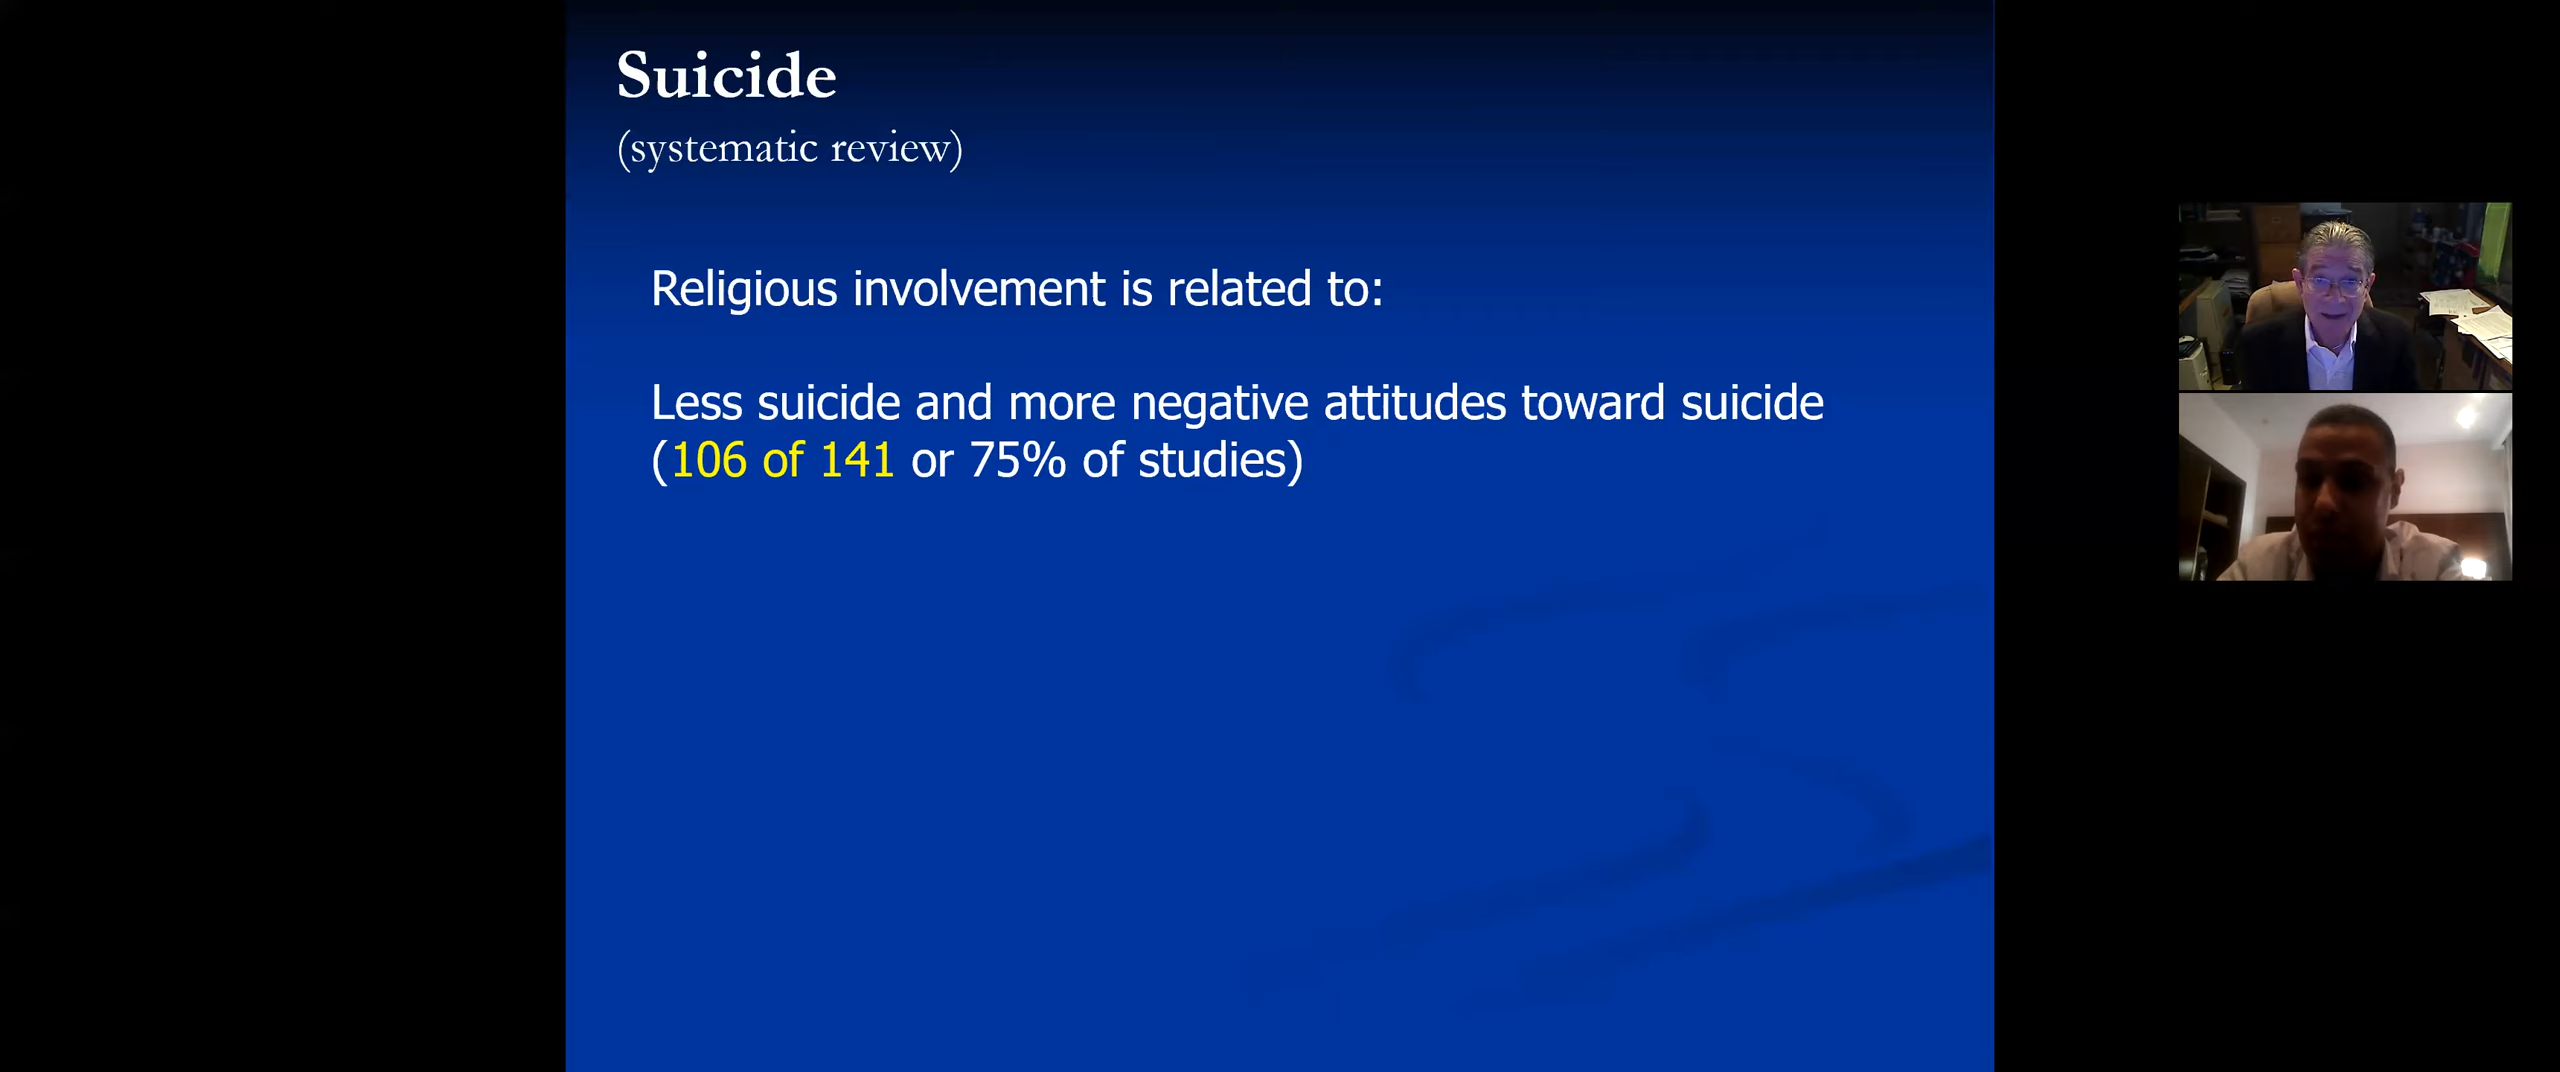 Suicide
(systematic review)
Religious involvement is related to:
Less suicide and more negative attitudes toward suicide
(106 of 141 or 75% of studies)